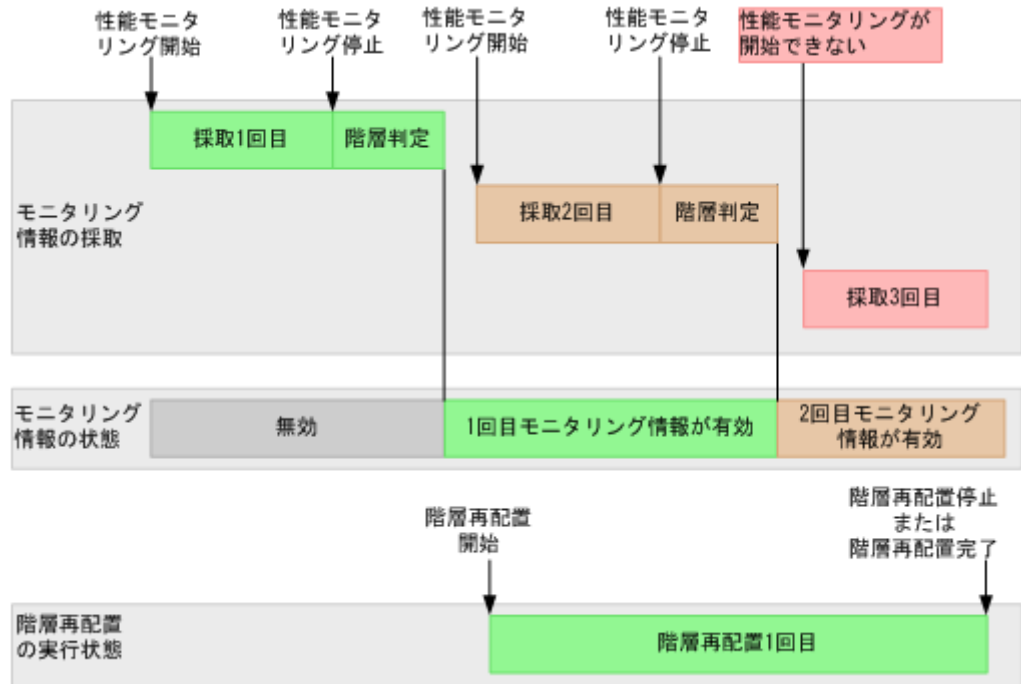 性能モニタ
リング開始
性能モニタ
リング停止
性能モニタ
リング開始
性能モニタ
リング停止
性能モニタリングが
開始できない
採取1回目
階層判定
モニタリング
情報の採取
採取2回目
階層判定
採取3回目
モニタリング
情報の状態
無効
1回目モニタリング情報が有効
2回目モニタリング
情報が有効
階層再配置
開始
階層再配置停止
または
階層再配置完了
階層再配置
の実行状態
階層再配置1回目